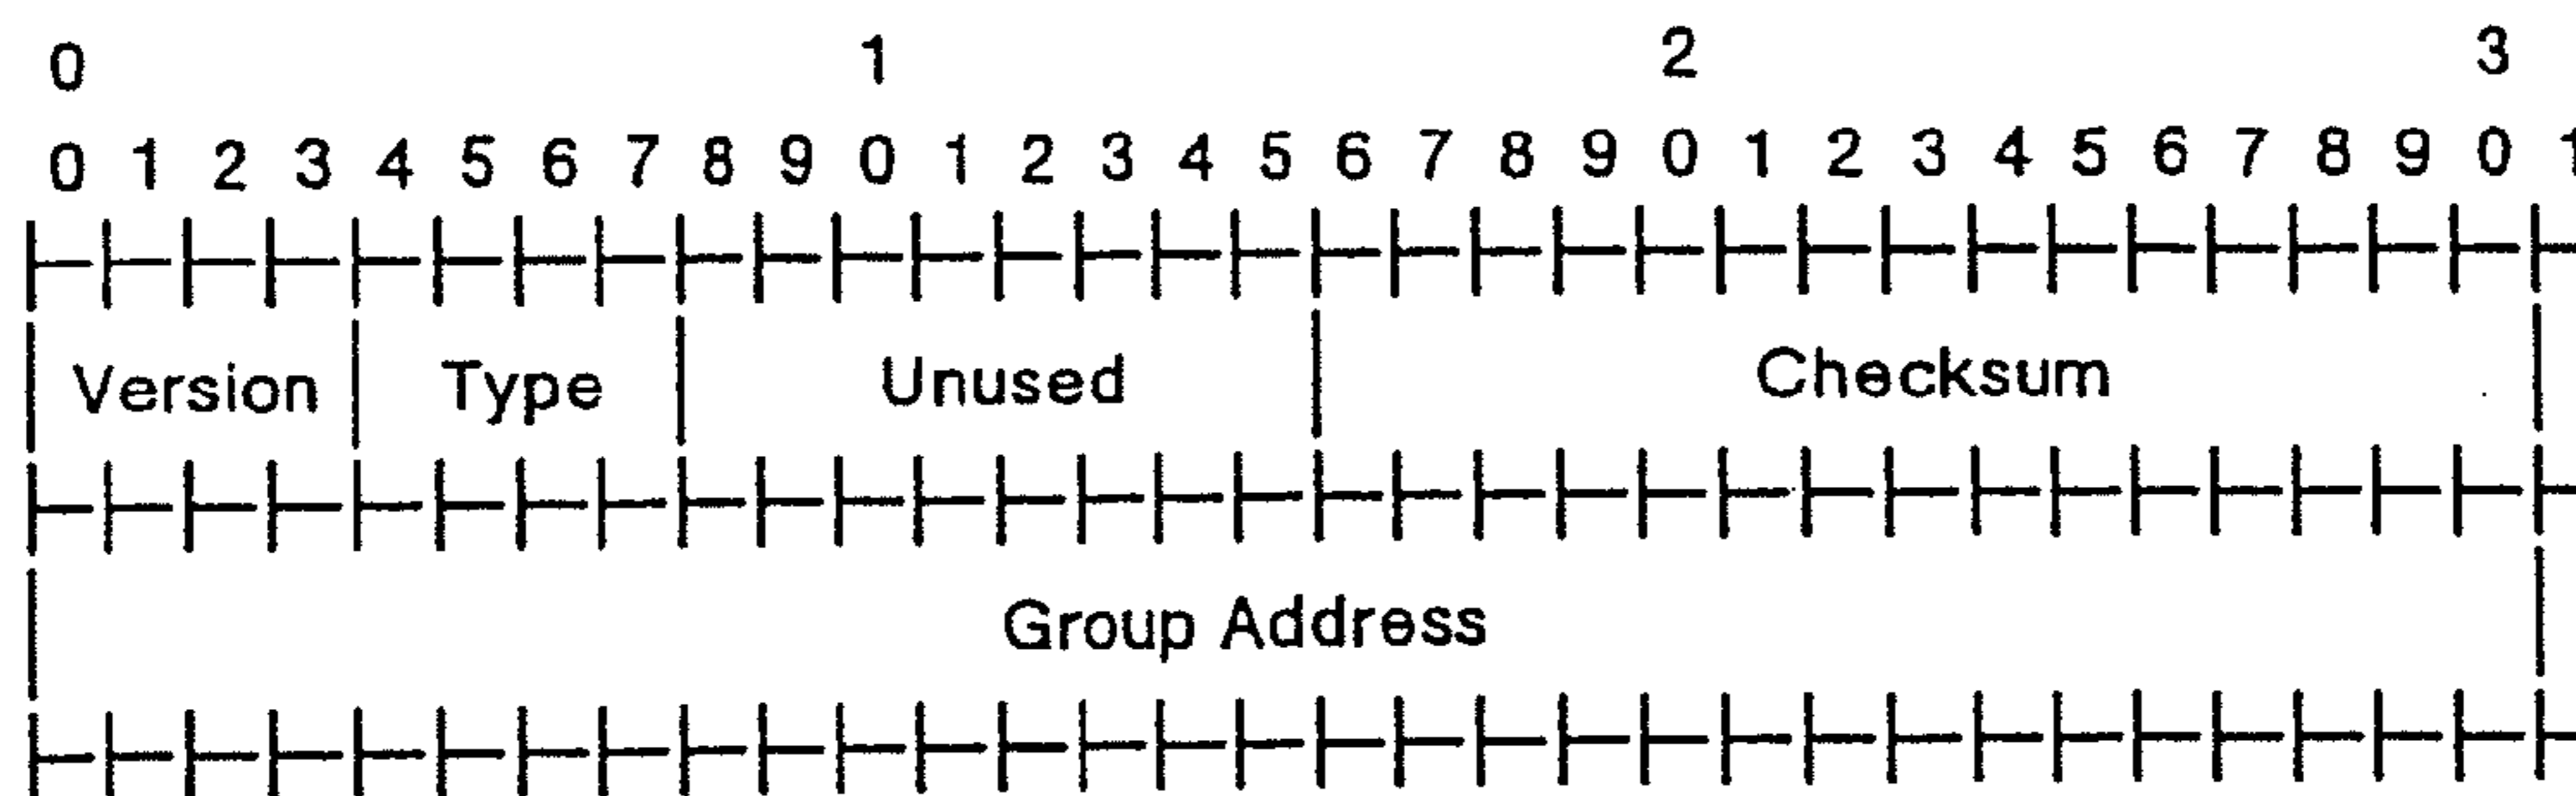 0 1 2 3
0 1 2 3 4 5 6 7 8 9 0 1 2 3 4 5 6 7 8 9 0 1 2 3 4 5 6 7 8 9 0 1
Version Type Unused Checksum
Group Address